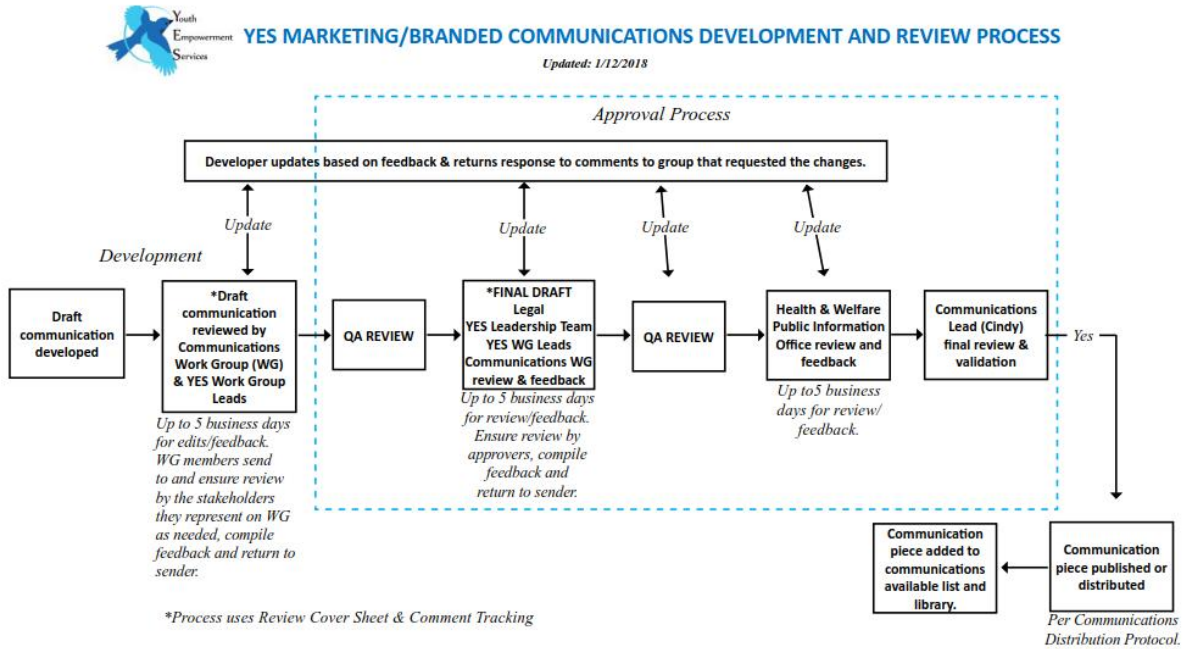 Youth
Empowerment
Services
YES MARKETING/BRANDED COMMUNICATIONS DEVELOPMENT AND REVIEW PROCESS
Updated: 1/12/2018
Approval Process
Developer updates based on feedback & returns response to comments to group that requested the changes.
Update
Update
Update
Update
Development
Draft
communication
developed
*Draft
communication
reviewed by
Communications
Work Group (WG)
& YES Work Group
Leads
Up to 5 business days
for edits/feedback.
WG members send
to and ensure review
by the stakeholders
they represent on WG
as needed, compile
feedback and return to
sender.
QA REVIEW
*FINAL DRAFT
Legal
YES Leadership Team
YES WG Leads
Communications WG
review & feedback
Up to 5 business days
for review/feedback.
Ensure review by
approvers, compile
feedback and
return to sender.
QA REVIEW
Health & Welfare
Public Information
Office review and
feedback
Up to5 business
days for review/
feedback.
Communications
Lead (Cindy)
final review &
validation
Yes
Communication
piece published or
distributed
Per Communications
Distribution Protocol.
Communication
piece added to
communications
available list and
library.
*Process uses Review Cover Sheet & Comment Tracking